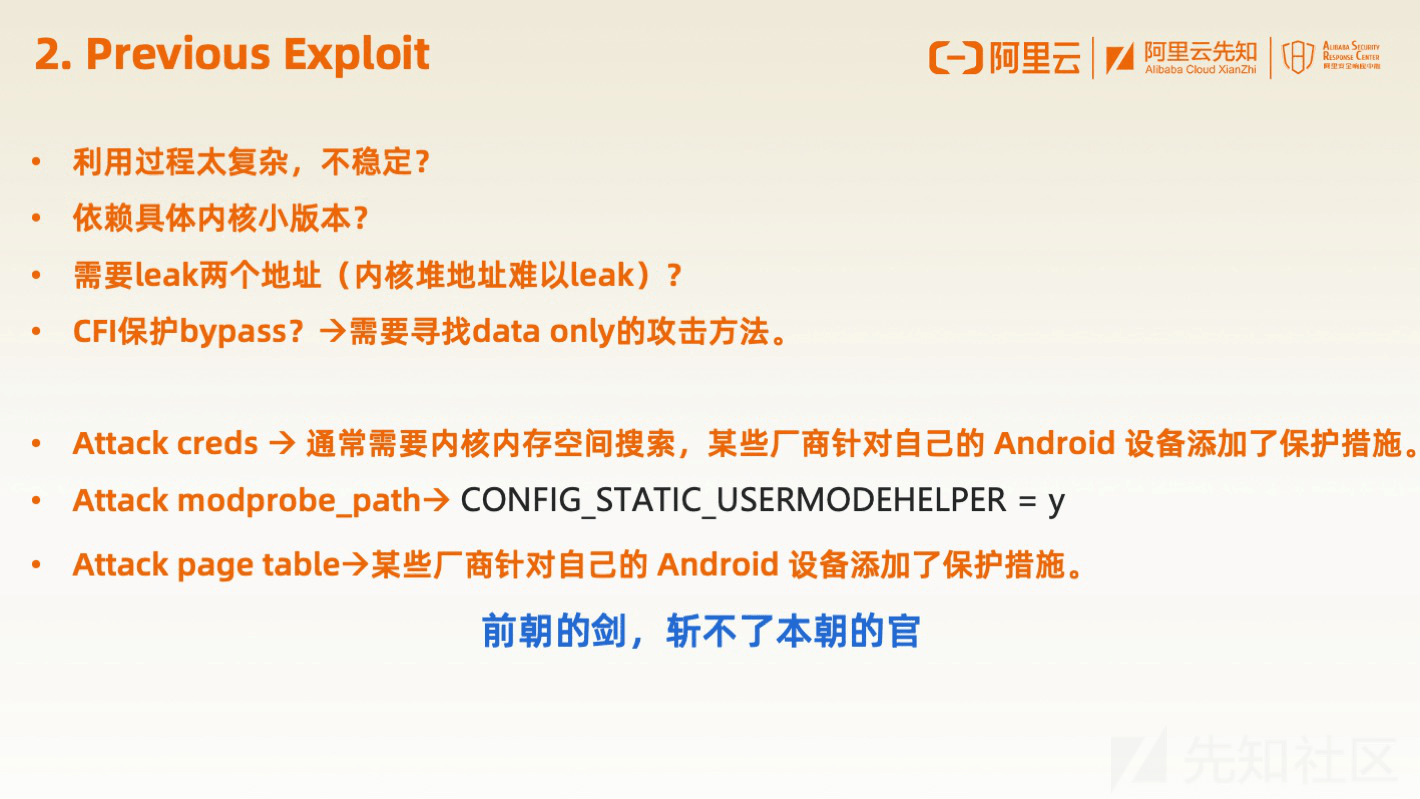 2. Previous Exploit
阿里云
阿里云先知
Alibaba Cloud XianZhi
ALIBABA SECURITY
RESPONSE CENTER
阿里安全响应中心
• 利用过程太复杂，不稳定？
• 依赖具体内核小版本？
• 需要leak两个地址（内核堆地址难以leak）？
• CFI保护bypass？→需要寻找data only的攻击方法。
• Attack creds → 通常需要内核内存空间搜索，某些厂商针对自己的 Android 设备添加了保护措施。
• Attack modprobe_path→ CONFIG_STATIC_USERMODEHELPER = y
• Attack page table→某些厂商针对自己的 Android 设备添加了保护措施。
前朝的剑，斩不了本朝的官
先知社区